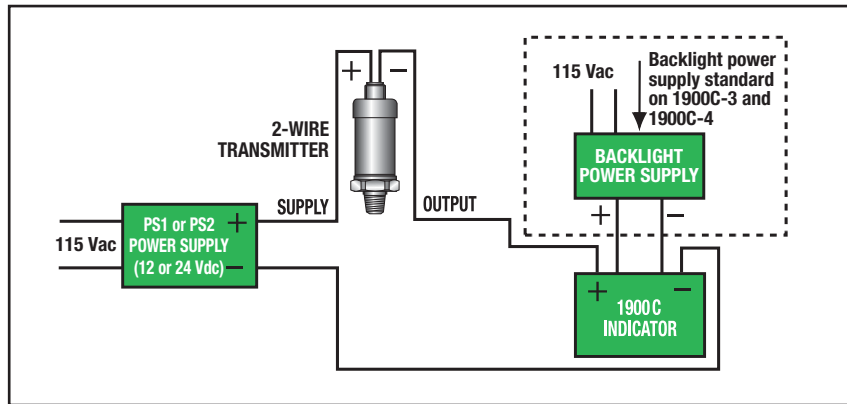 +
−
2-WIRE
TRANSMITTER
SUPPLY
OUTPUT
115 Vac
PS1 or PS2
POWER SUPPLY
(12 or 24 Vdc)
+
−
115 Vac
Backlight power
supply standard
on 1900C-3 and
1900C-4
BACKLIGHT
POWER SUPPLY
+
−
+
−
1900 C
INDICATOR